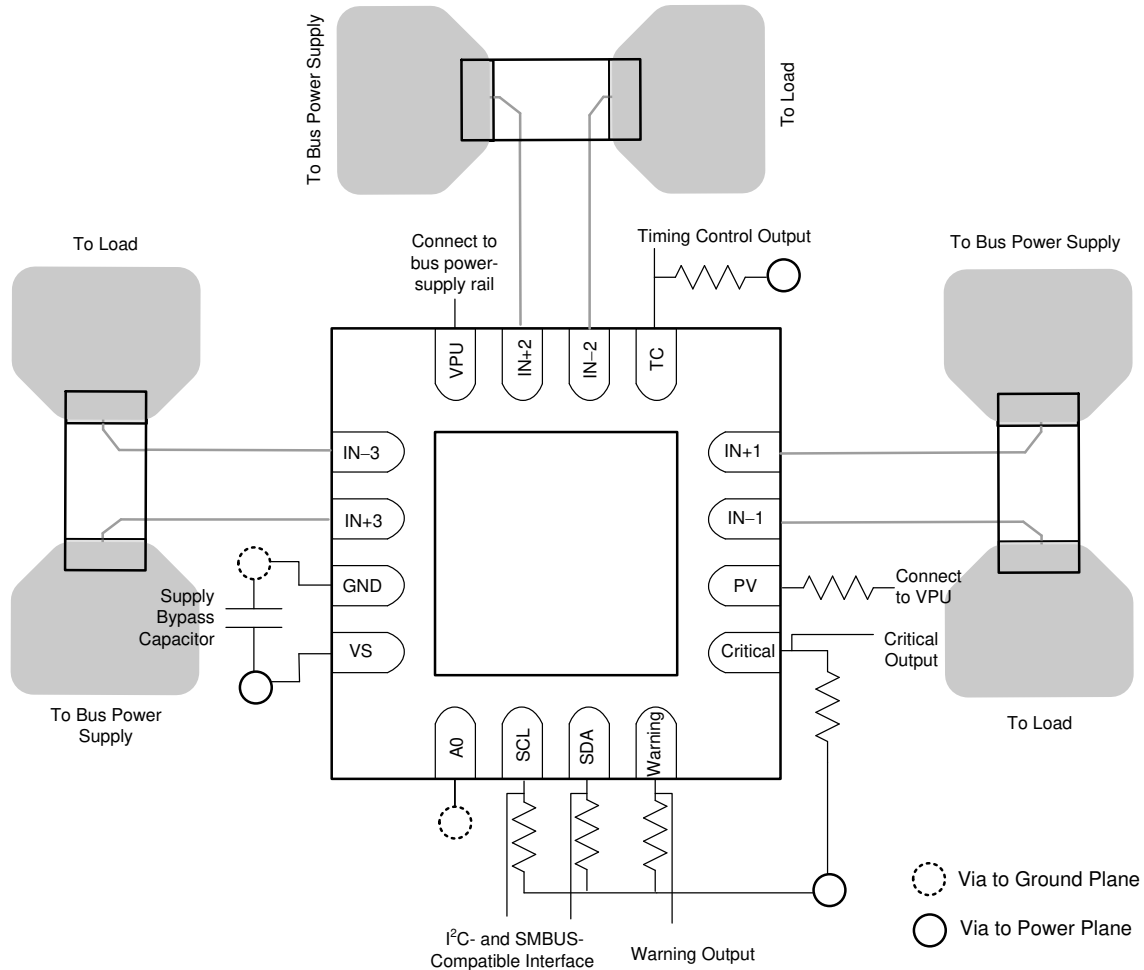 To Bus Power Supply
To Load
To Load
Connect to
bus power-
supply rail
Timing Control Output
To Bus Power Supply
VPU
IN+2
IN–2
TC
IN–3
IN+3
GND
VS
IN+1
IN–1
PV
Critical
Supply
Bypass
Capacitor
Connect
to VPU
Critical
Output
To Bus Power
Supply
To Load
A0
SCL
SDA
Warning
I²C- and SMBUS-
Compatible Interface
Warning Output
Via to Ground Plane
Via to Power Plane